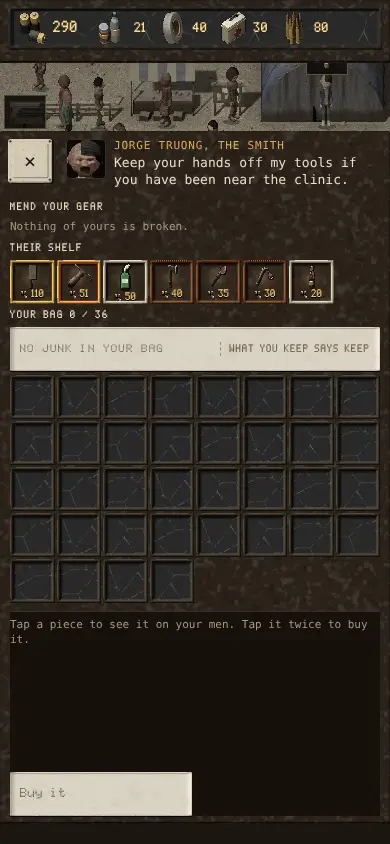 290 21 40 30 80
×
JORGE TRUONG, THE SMITH
Keep your hands off my tools if
you have been near the clinic.
MEND YOUR GEAR
Nothing of yours is broken.
THEIR SHELF
110 51 50 40 35 30 20
YOUR BAG 0 / 36
NO JUNK IN YOUR BAG WHAT YOU KEEP SAYS KEEP
Tap a piece to see it on your men. Tap it twice to buy
it.
Buy it